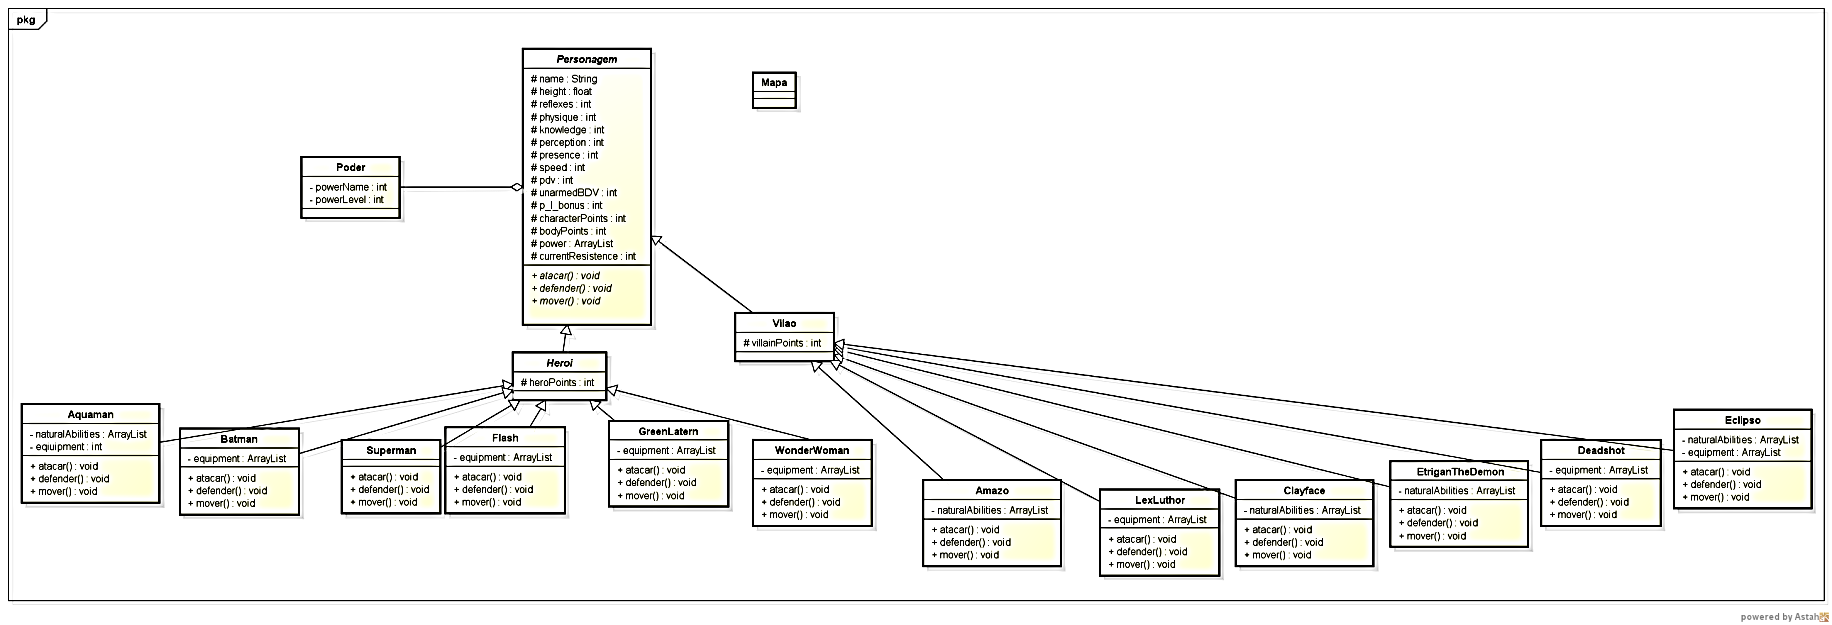 pkg
Personagem
# name : String
# height : float
# reflexes : int
# physique : int
# knowledge : int
# perception : int
# presence : int
# speed : int
# pdv : int
# unarmedBDV : int
# p_l_bonus : int
# characterPoints : int
# bodyPoints : int
# power : ArrayList
# currentResistence : int
+ atacar() : void
+ defender() : void
+ mover() : void
Mapa
Poder
- powerName : int
- powerLevel : int
Vilao
# villainPoints : int
Heroi
# heroPoints : int
Aquaman
- naturalAbilities : ArrayList
- equipment : int
+ atacar() : void
+ defender() : void
+ mover() : void
Batman
- equipment : ArrayList
+ atacar() : void
+ defender() : void
+ mover() : void
Superman
+ atacar() : void
+ defender() : void
+ mover() : void
Flash
- equipment : ArrayList
+ atacar() : void
+ defender() : void
+ mover() : void
GreenLatern
- equipment : ArrayList
+ atacar() : void
+ defender() : void
+ mover() : void
WonderWoman
- equipment : ArrayList
+ atacar() : void
+ defender() : void
+ mover() : void
Amazo
- naturalAbilities : ArrayList
+ atacar() : void
+ defender() : void
+ mover() : void
LexLuthor
- equipment : ArrayList
+ atacar() : void
+ defender() : void
+ mover() : void
Clayface
- naturalAbilities : ArrayList
+ atacar() : void
+ defender() : void
+ mover() : void
EtriganTheDemon
- naturalAbilities : ArrayList
+ atacar() : void
+ defender() : void
+ mover() : void
Deadshot
- equipment : ArrayList
+ atacar() : void
+ defender() : void
+ mover() : void
Eclipso
- naturalAbilities : ArrayList
- equipment : ArrayList
+ atacar() : void
+ defender() : void
+ mover() : void
powered by Astah